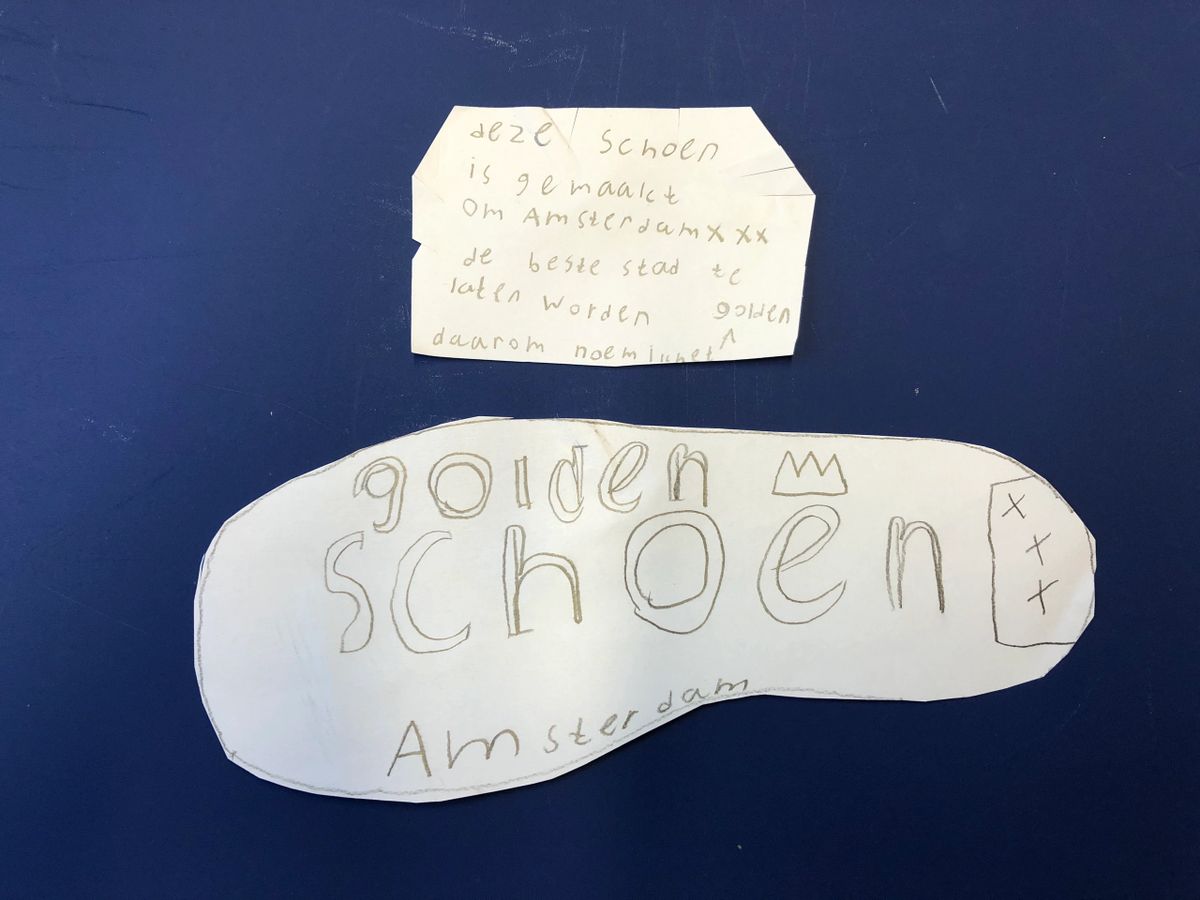 deze schoen
is gemaakt
om Amsterdam x x x
de beste stad te
laten worden golden
daarom noem ik het ^
golden
schoen
x
x
x
Amsterdam